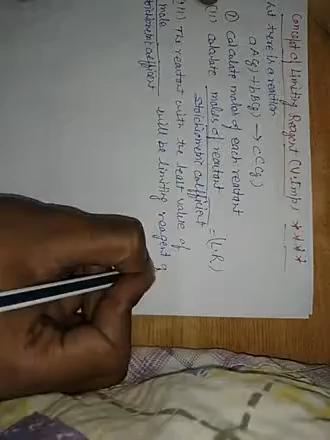 Concept of Limiting Reagent (V.Imp) ****
let there is a reaction
aA(g) + bB(g) → cC(g)
① Calculate moles of each reactant
(ii) Calculate moles of reactant / stoichiometric coefficient = (L.R)
(iii) The reactant with the least value of
mole / stoichiometric coefficient will be limiting reagent